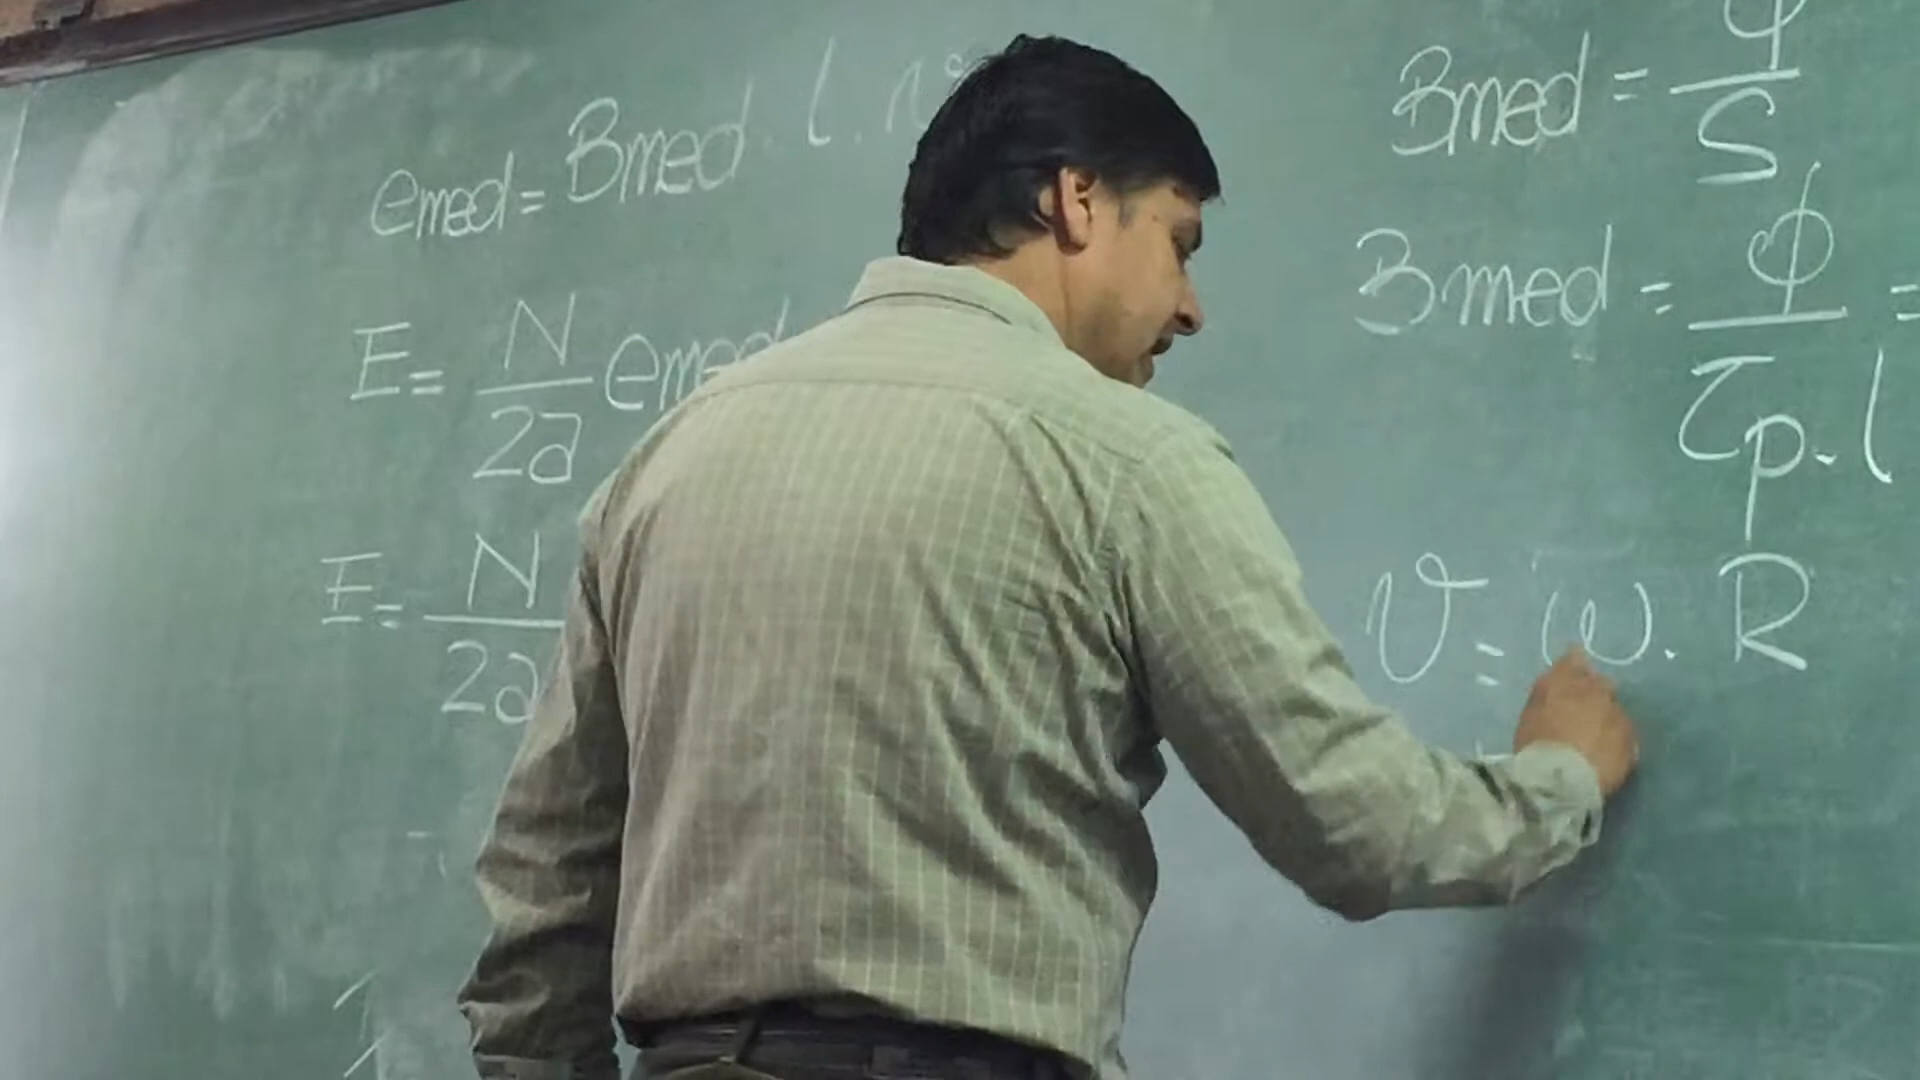 emed = Bmed . l . v
E = N/2a emed
E = N/2a
Bmed = Φ/S
Bmed = Φ/τp.l =
v = ω. R